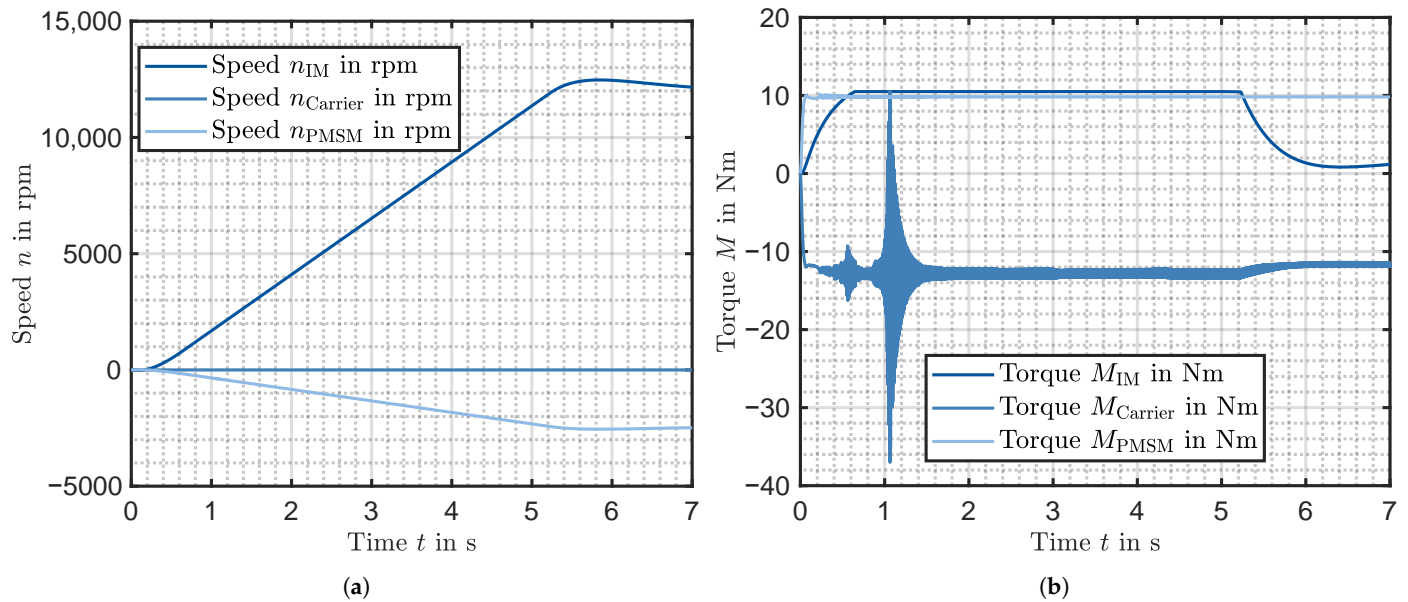 15,000
10,000
5000
0
−5000
Speed n in rpm
Speed n_IM in rpm
Speed n_Carrier in rpm
Speed n_PMSM in rpm
0 1 2 3 4 5 6 7
Time t in s
(a)
20
10
0
−10
−20
−30
−40
Torque M in Nm
Torque M_IM in Nm
Torque M_Carrier in Nm
Torque M_PMSM in Nm
0 1 2 3 4 5 6 7
Time t in s
(b)